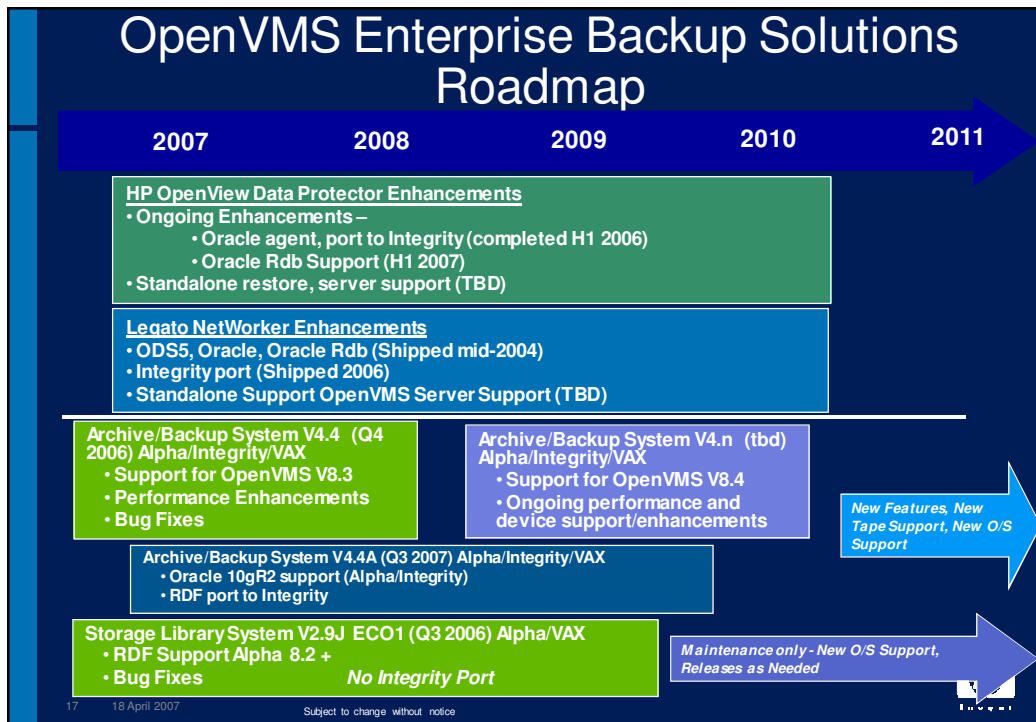 OpenVMS Enterprise Backup Solutions
Roadmap
2007 2008 2009 2010 2011
HP OpenView Data Protector Enhancements
• Ongoing Enhancements –
• Oracle agent, port to Integrity (completed H1 2006)
• Oracle Rdb Support (H1 2007)
• Standalone restore, server support (TBD)
Legato NetWorker Enhancements
• ODS5, Oracle, Oracle Rdb (Shipped mid-2004)
• Integrity port (Shipped 2006)
• Standalone Support OpenVMS Server Support (TBD)
Archive/Backup System V4.4 (Q4
2006) Alpha/Integrity/VAX
• Support for OpenVMS V8.3
• Performance Enhancements
• Bug Fixes
Archive/Backup System V4.n (tbd)
Alpha/Integrity/VAX
• Support for OpenVMS V8.4
• Ongoing performance and
device support/enhancements
New Features, New
Tape Support, New O/S
Support
Archive/Backup System V4.4A (Q3 2007) Alpha/Integrity/VAX
• Oracle 10gR2 support (Alpha/Integrity)
• RDF port to Integrity
Storage Library System V2.9J ECO1 (Q3 2006) Alpha/VAX
• RDF Support Alpha 8.2 +
• Bug Fixes No Integrity Port
Maintenance only - New O/S Support,
Releases as Needed
17 18 April 2007 Subject to change without notice